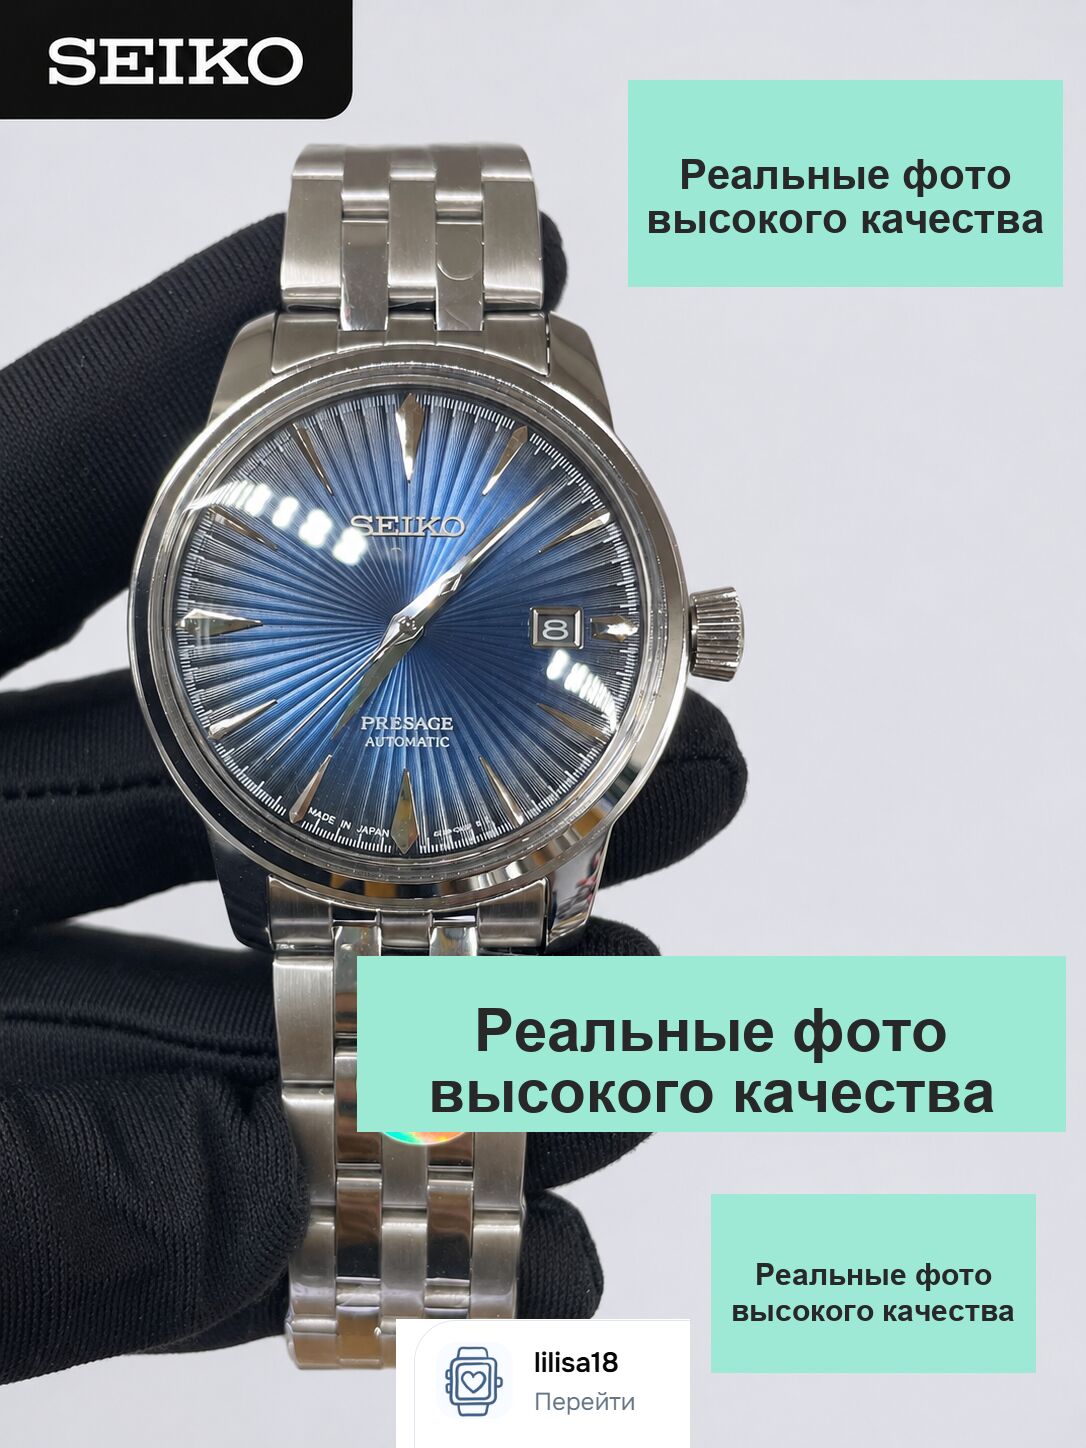 SEIKO
Реальные фото
высокого качества
SEIKO
8
PRESAGE
AUTOMATIC
MADE IN JAPAN
Реальные фото
высокого качества
Реальные фото
высокого качества
lilisa18
Перейти